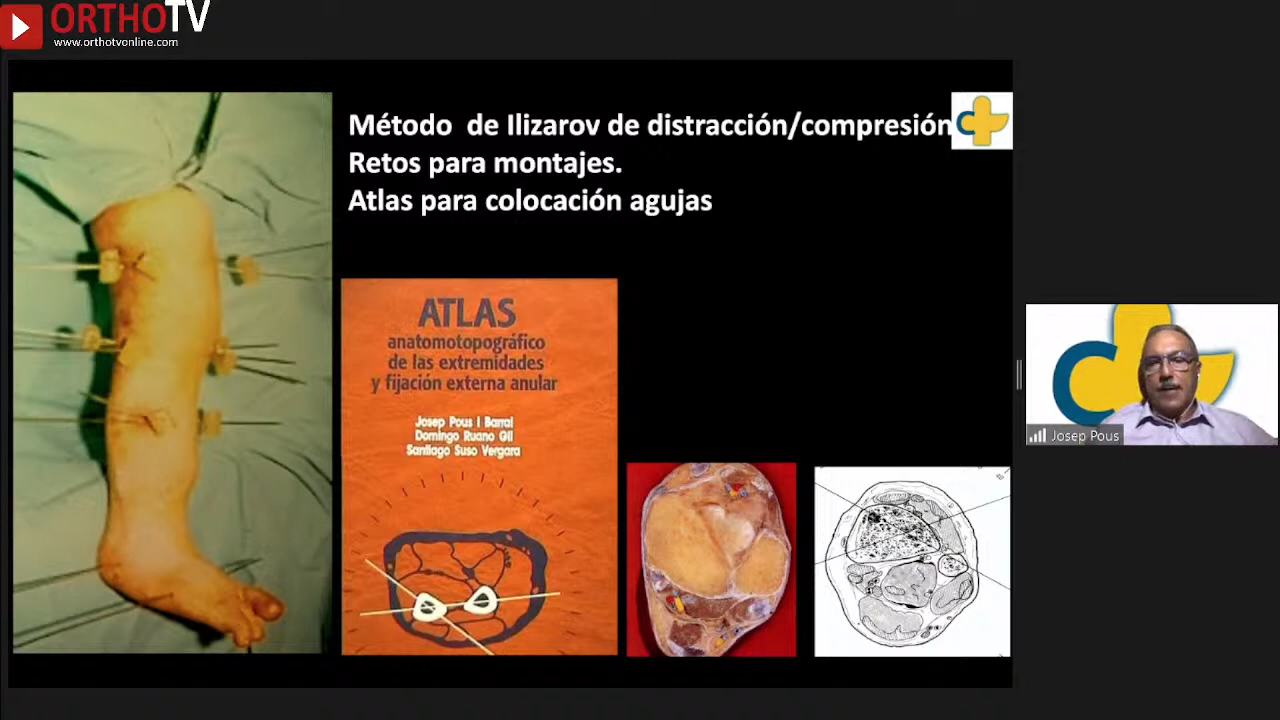 ORTHOTV
www.orthotvonline.com
Método de Ilizarov de distracción/compresión
Retos para montajes.
Atlas para colocación agujas
ATLAS
anatomotopográfico
de las extremidades
y fijación externa anular
Josep Pous I Barral
Domingo Ruano Gil
Santiago Suso Vergara
Josep Pous